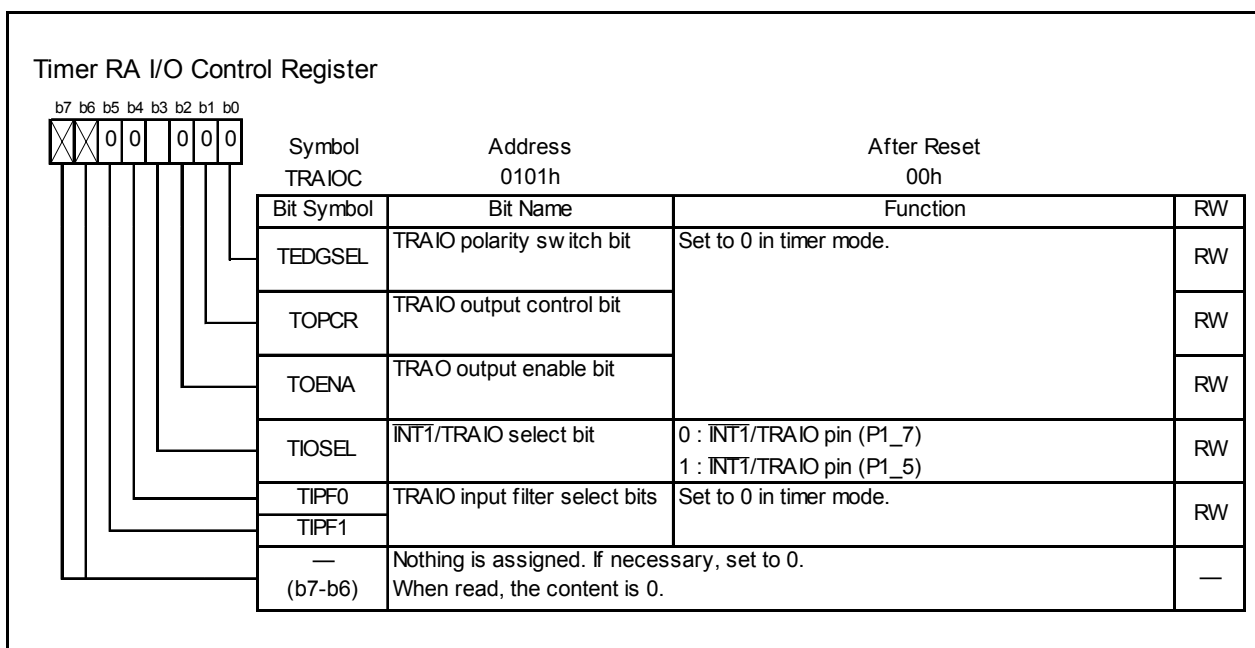 Timer RA I/O Control Register
b7 b6 b5 b4 b3 b2 b1 b0
0 0 0 0 0
Symbol Address After Reset
TRAIOC 0101h 00h
Bit Symbol Bit Name Function RW
TEDGSEL TRAIO polarity switch bit Set to 0 in timer mode. RW
TOPCR TRAIO output control bit RW
TOENA TRAO output enable bit RW
TIOSEL INT1/TRAIO select bit 0 : INT1/TRAIO pin (P1_7) RW
1 : INT1/TRAIO pin (P1_5)
TIPF0 TRAIO input filter select bits Set to 0 in timer mode. RW
TIPF1
— Nothing is assigned. If necessary, set to 0. —
(b7-b6) When read, the content is 0.